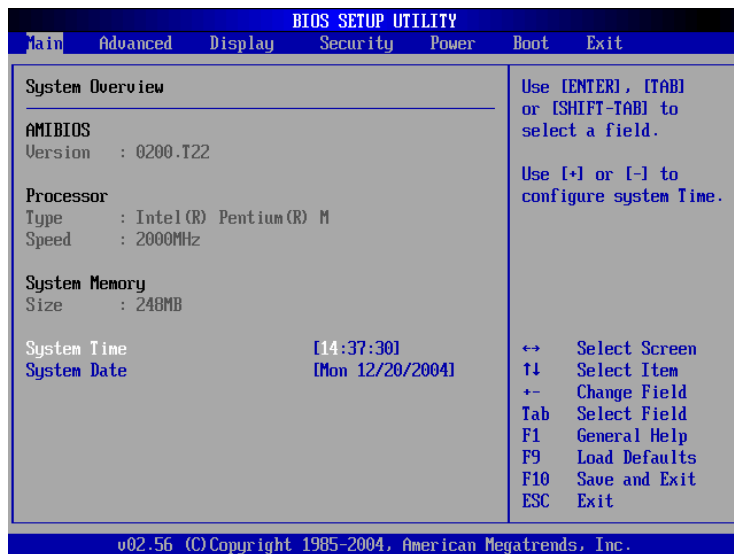 BIOS SETUP UTILITY
Main Advanced Display Security Power Boot Exit
System Overview
AMIBIOS
Version : 0200.T22
Processor
Type : Intel(R) Pentium(R) M
Speed : 2000MHz
System Memory
Size : 248MB
System Time [14:37:30]
System Date [Mon 12/20/2004]
Use [ENTER], [TAB]
or [SHIFT-TAB] to
select a field.
Use [+] or [-] to
configure system Time.
↔ Select Screen
↑↓ Select Item
+- Change Field
Tab Select Field
F1 General Help
F9 Load Defaults
F10 Save and Exit
ESC Exit
v02.56 (C)Copyright 1985-2004, American Megatrends, Inc.